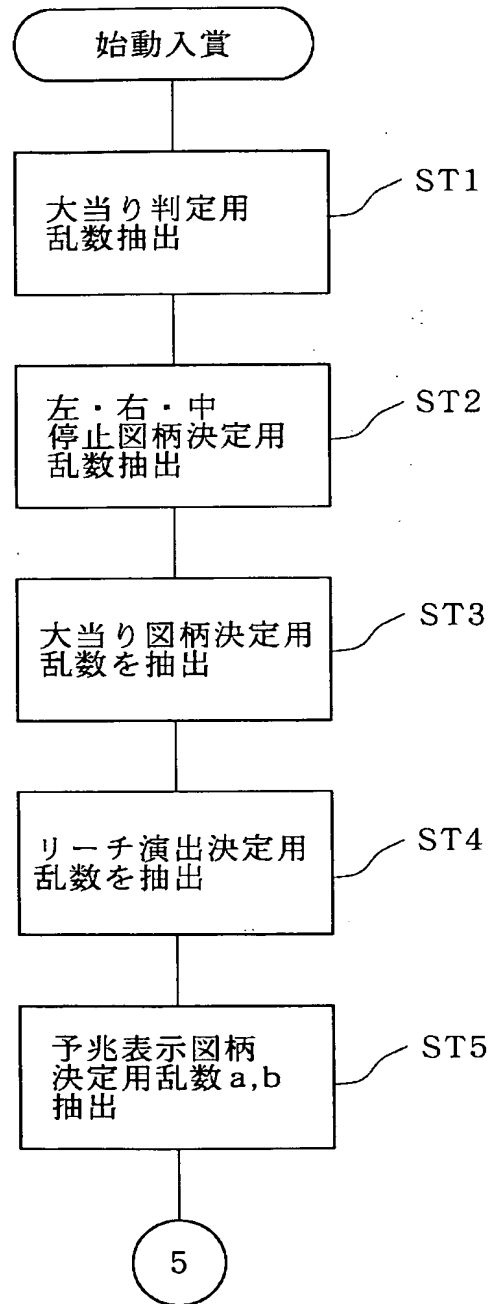 始動入賞
大当り判定用
乱数抽出
ST1
左・右・中
停止図柄決定用
乱数抽出
ST2
大当り図柄決定用
乱数を抽出
ST3
リーチ演出決定用
乱数を抽出
ST4
予兆表示図柄
決定用乱数a,b
抽出
ST5
5